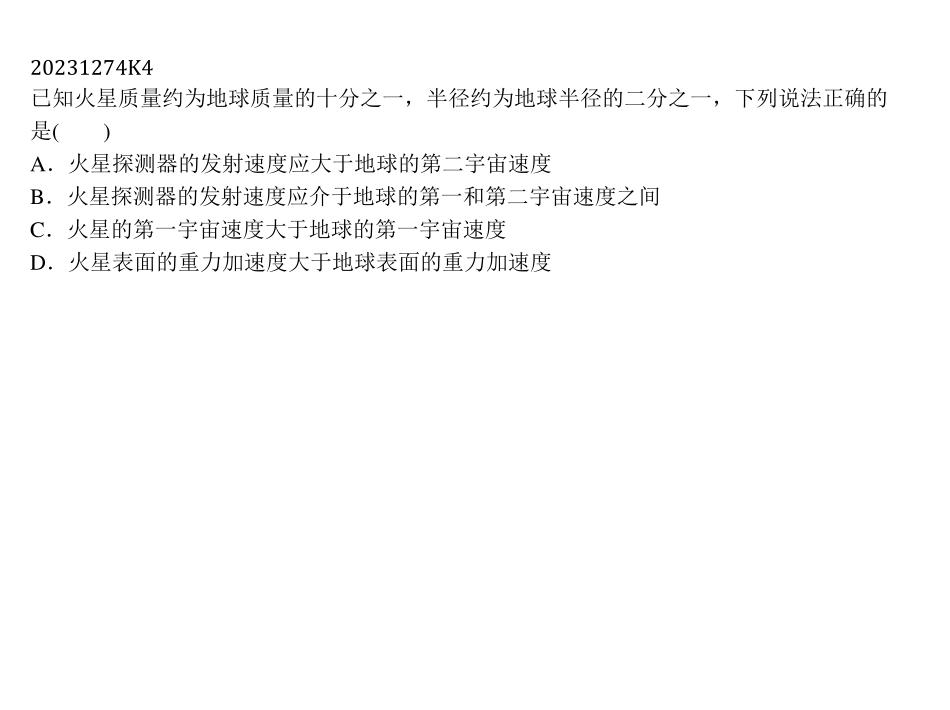 20231274K4
已知火星质量约为地球质量的十分之一，半径约为地球半径的二分之一，下列说法正确的
是(　　)
A．火星探测器的发射速度应大于地球的第二宇宙速度
B．火星探测器的发射速度应介于地球的第一和第二宇宙速度之间
C．火星的第一宇宙速度大于地球的第一宇宙速度
D．火星表面的重力加速度大于地球表面的重力加速度